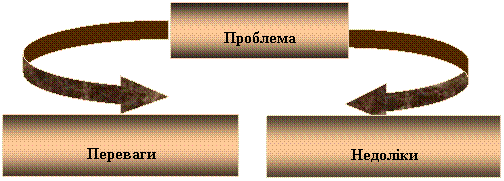 Проблема
Переваги
Недоліки